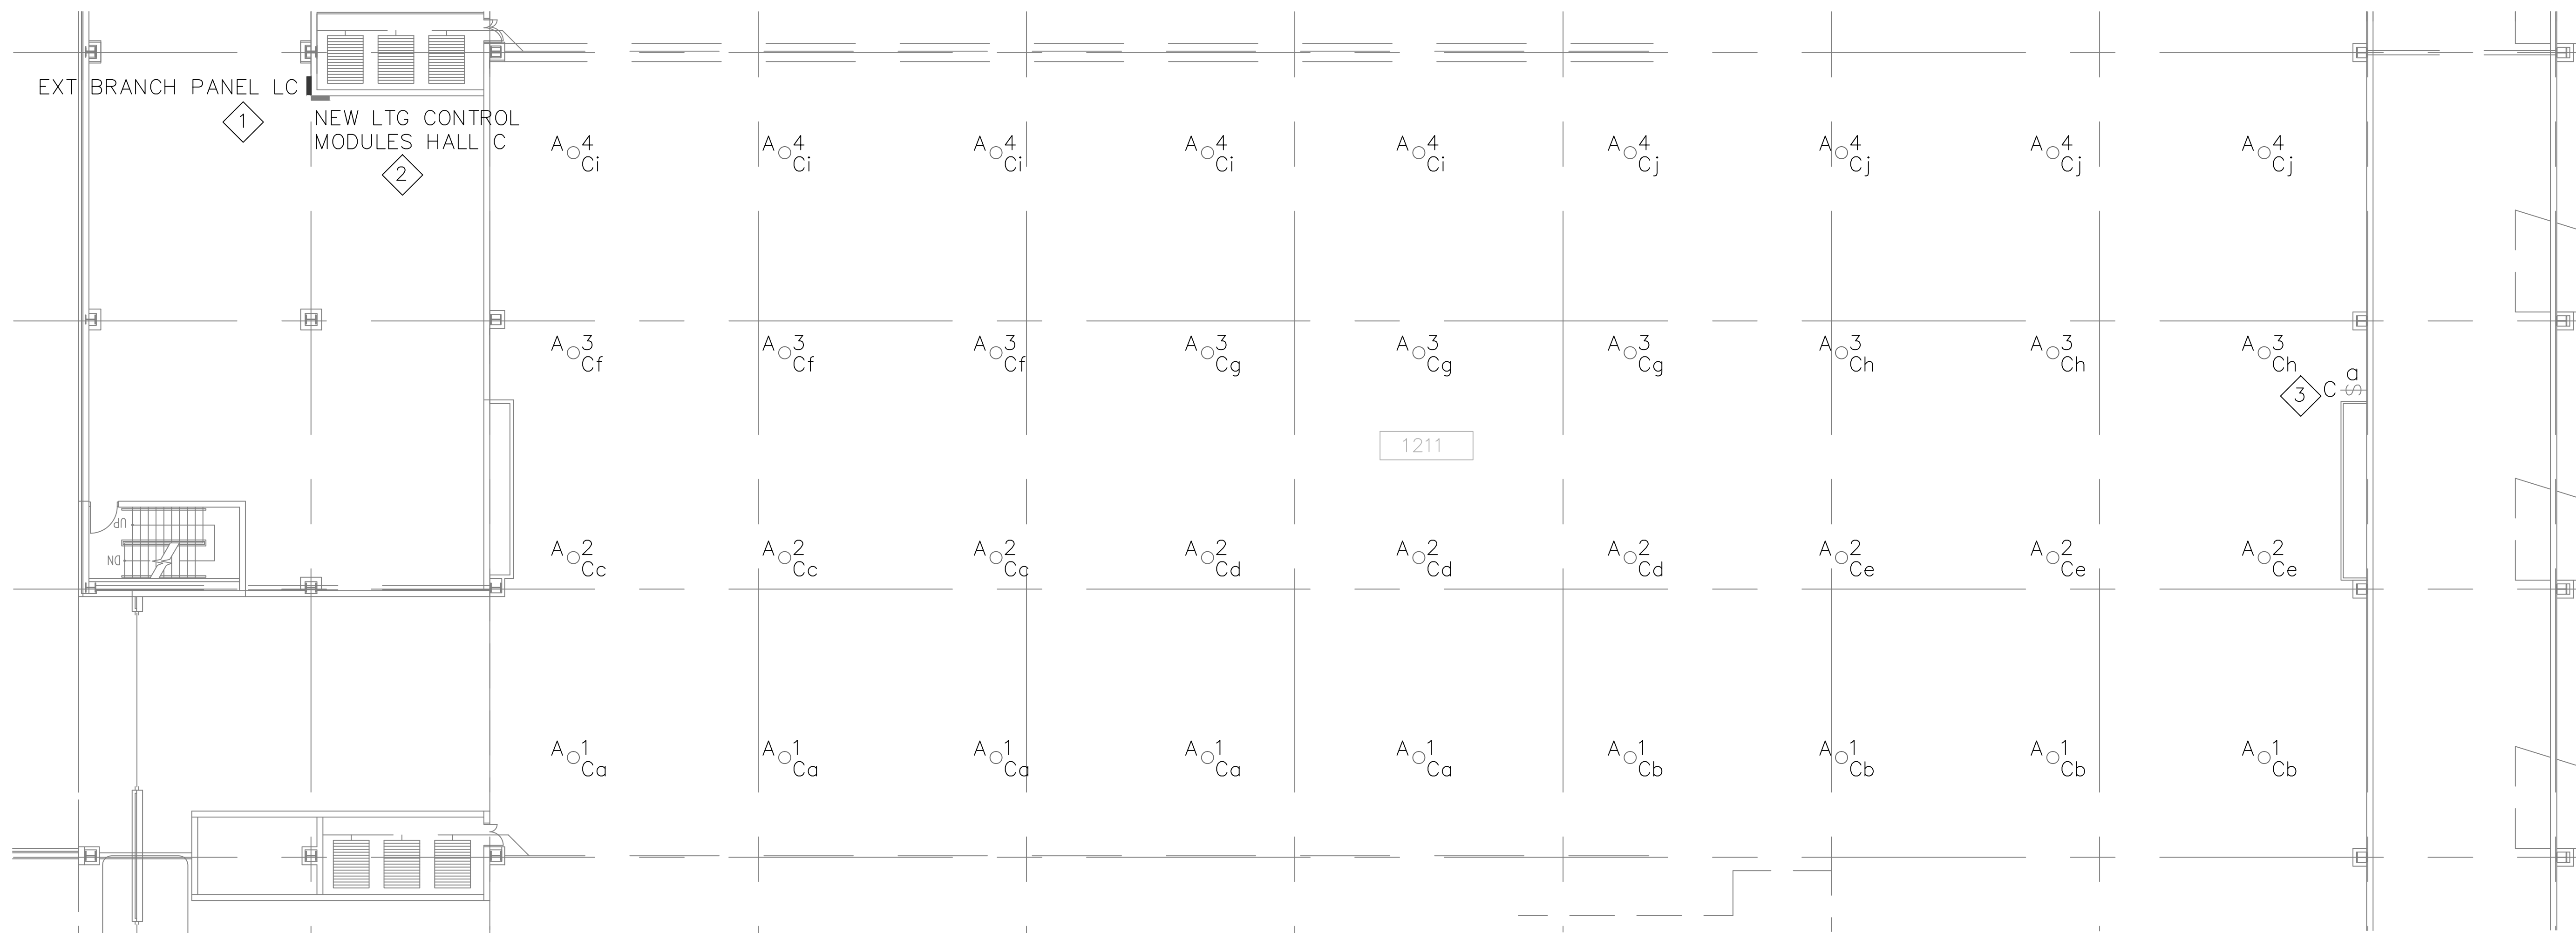 EXT BRANCH PANEL LC
1
NEW LTG CONTROL
MODULES HALL C
2
A 4 A 4 A 4 A 4 A 4 A 4 A 4 A 4 A 4
Ci Ci Ci Ci Ci Cj Cj Cj Cj
A 3 A 3 A 3 A 3 A 3 A 3 A 3 A 3 A 3
Cf Cf Cf Cg Cg Cg Ch Ch Ch
a
3 C S
1211
UP
DN
A 2 A 2 A 2 A 2 A 2 A 2 A 2 A 2 A 2
Cc Cc Cc Cd Cd Cd Ce Ce Ce
A 1 A 1 A 1 A 1 A 1 A 1 A 1 A 1 A 1
Ca Ca Ca Ca Ca Cb Cb Cb Cb